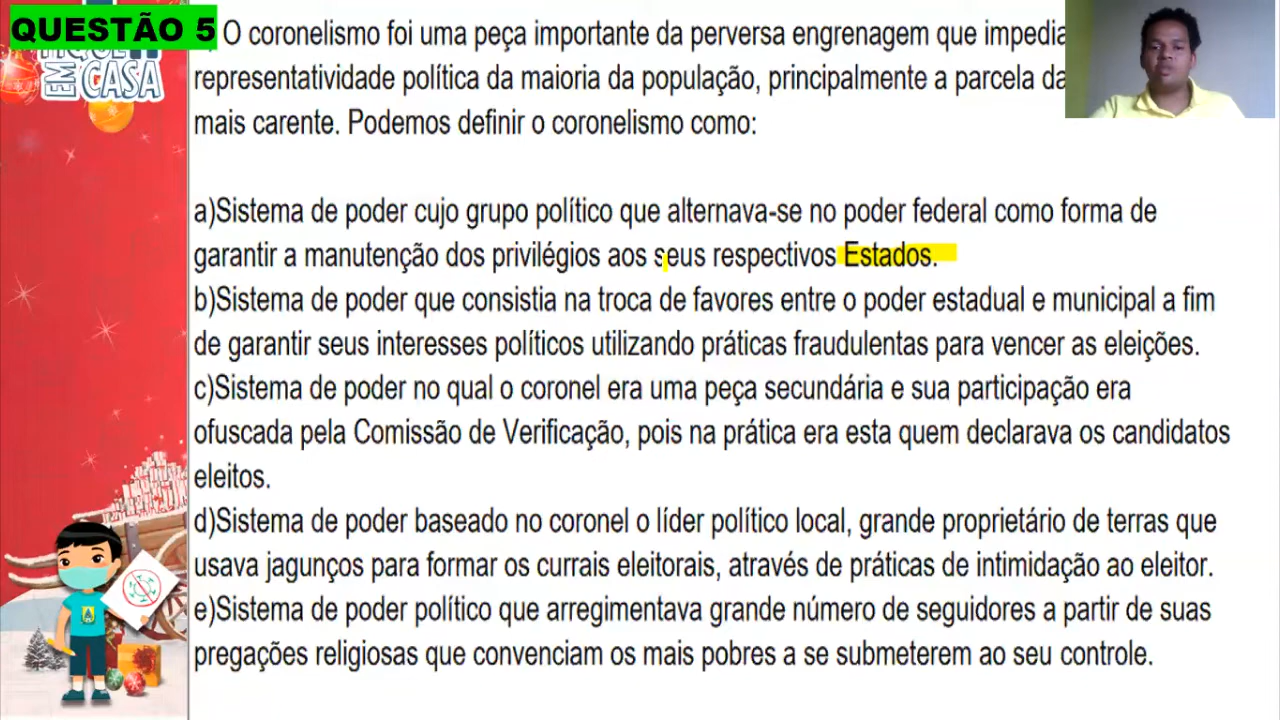 QUESTÃO 5
O coronelismo foi uma peça importante da perversa engrenagem que impedia
EM CASA
representatividade política da maioria da população, principalmente a parcela da
mais carente. Podemos definir o coronelismo como:
a)Sistema de poder cujo grupo político que alternava-se no poder federal como forma de
garantir a manutenção dos privilégios aos seus respectivos Estados.
b)Sistema de poder que consistia na troca de favores entre o poder estadual e municipal a fim
de garantir seus interesses políticos utilizando práticas fraudulentas para vencer as eleições.
c)Sistema de poder no qual o coronel era uma peça secundária e sua participação era
ofuscada pela Comissão de Verificação, pois na prática era esta quem declarava os candidatos
eleitos.
d)Sistema de poder baseado no coronel o líder político local, grande proprietário de terras que
usava jagunços para formar os currais eleitorais, através de práticas de intimidação ao eleitor.
e)Sistema de poder político que arregimentava grande número de seguidores a partir de suas
pregações religiosas que convenciam os mais pobres a se submeterem ao seu controle.